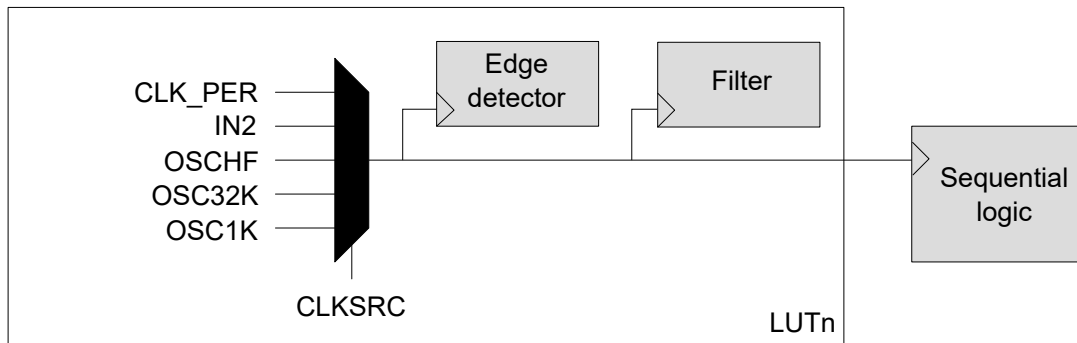 CLK_PER
IN2
OSCHF
OSC32K
OSC1K
CLKSRC
Edge
detector
Filter
Sequential
logic
LUTn